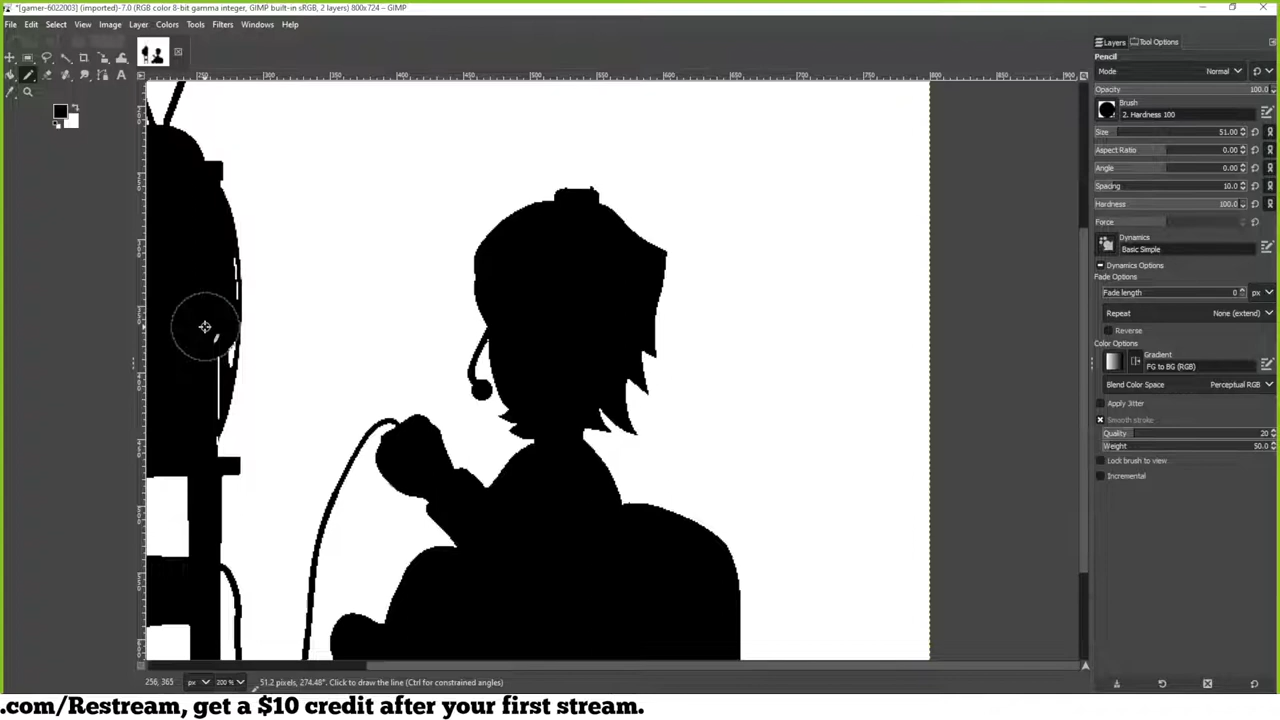 *[gamer-6022003] (imported)-7.0 (RGB color 8-bit gamma integer, GIMP built-in sRGB, 2 layers) 800x724 – GIMP
File Edit Select View Image Layer Colors Tools Filters Windows Help
Layers Tool Options
Pencil
Mode Normal
Opacity 100.0
Brush
2. Hardness 100
Size 51.00
Aspect Ratio 0.00
Angle 0.00
Spacing 10.0
Hardness 100.0
Force
Dynamics
Basic Simple
Dynamics Options
Fade Options
Fade length 0 px
Repeat None (extend)
Reverse
Color Options
Gradient
FG to BG (RGB)
Blend Color Space Perceptual RGB
Apply Jitter
Smooth stroke
Quality 20
Weight 50.0
Lock brush to view
Incremental
256, 365 px 200 % 51.2 pixels, 274.48°. Click to draw the line (Ctrl for constrained angles)
.com/Restream, get a $10 credit after your first stream.